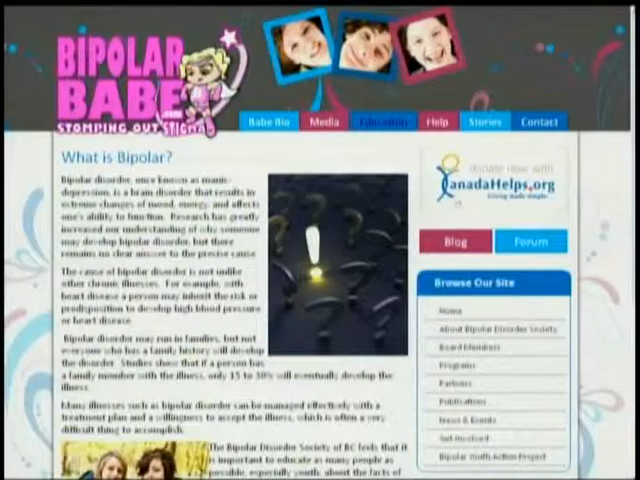 BIPOLAR
BABE.com
STOMPING OUT STIGMA
Babe Bio
Media
Education
Help
Stories
Contact
What is Bipolar?
Bipolar disorder, once known as manic-
depression, is a brain disorder that results in
extreme changes of mood, energy, and affects
one's ability to function. Research has greatly
increased our understanding of why someone
may develop bipolar disorder, but there
remains no clear answer to the precise cause
The cause of bipolar disorder is not unlike
other chronic illnesses. For example, with
heart disease a person may inherit the risk or
predisposition to develop high blood pressure
or heart disease.
Bipolar disorder may run in families, but not
everyone who has a family history will develop
the disorder. Studies show that if a person has
a family member with the illness, only 15 to 30% will eventually develop the
illness.
Many illnesses such as bipolar disorder can be managed effectively with a
treatment plan and a willingness to accept the illness, which is often a very
difficult thing to accomplish.
The Bipolar Disorder Society of BC feels that it
is important to educate as many people as
possible, especially youth, about the facts of
donate now with
CanadaHelps.org
Giving made simple.
Blog
Forum
Browse Our Site
Home
About Bipolar Disorder Society
Board Members
Programs
Partners
Publications
News & Events
Get Involved
Bipolar Youth Action Project